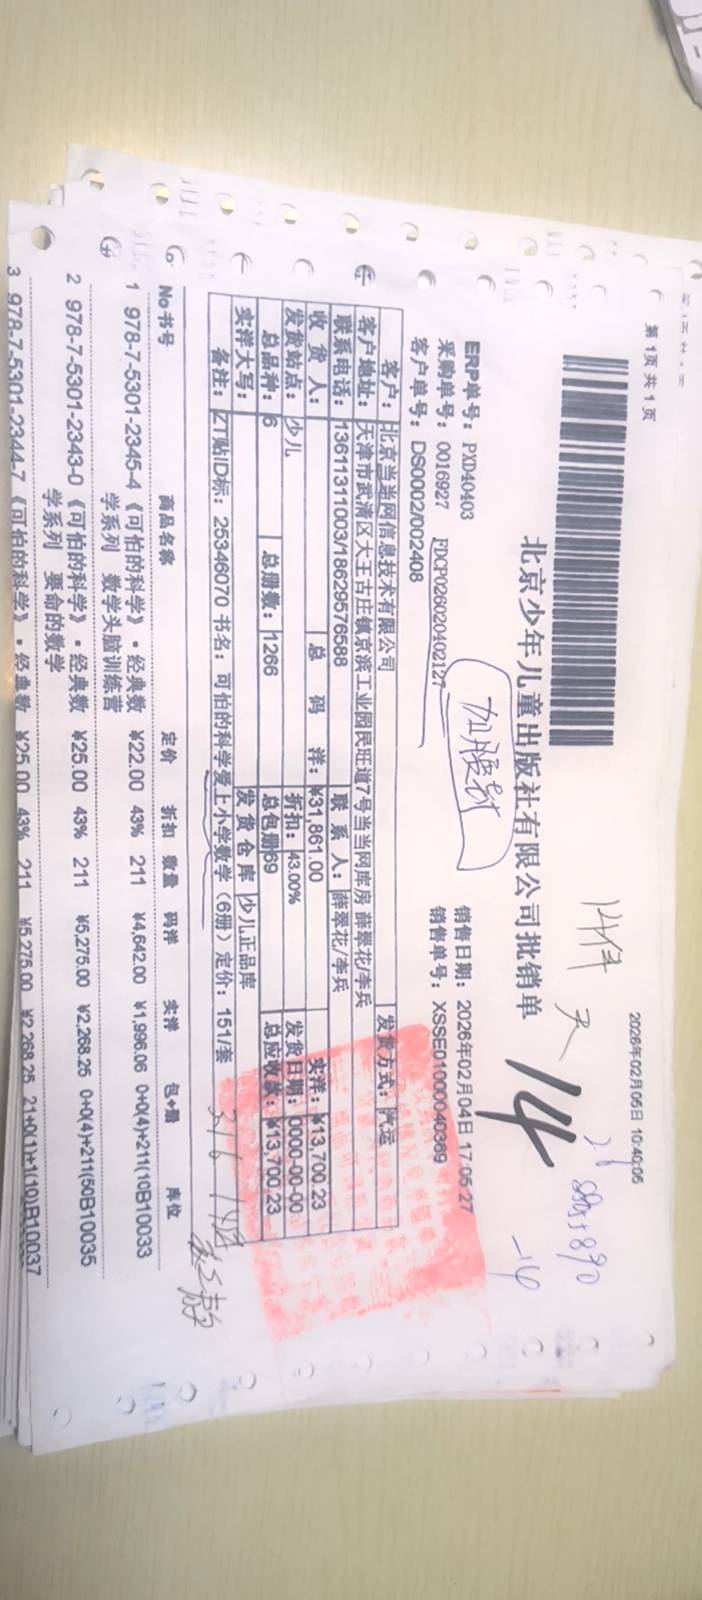 第 1页 共 1 页
2026年02月05日 10:40:05
北京少年儿童出版社有限公司批销单
14件
14
890
-14
加膜封
ERP单号: PXD40403
销售日期: 2026年02月04日 17:05:27
采购单号: 0016927 PDCP026020402127
销售单号: XSSE01000040369
客户单号: DS0002/002408
客户: 北京当当网信息技术有限公司 发货方式: 汽运
客户地址: 天津市武清区大王古庄镇京滨工业园民旺道7号当当网库房 薛翠花/李兵
联系电话: 13611311003/18629576588 联 系 人: 薛翠花/李兵
收 货 人: 总 码 洋: ¥31,861.00 实洋: ¥13,700.23
发货站点: 少儿 折扣: 43.00% 发货日期: 0000-00-00
总品种: 6 总册数: 1266 总包册 69 总应收款: ¥13,700.23
实洋大写: 发 货 仓 库 少儿正品库
备注: ZT贴ID标: 25346070 书名: 可怕的科学爱上小学数学 (6册) 定价: 151/套
No 书号 商品名称 定价 折扣 数量 码洋 实洋 包+册 库位
1 978-7-5301-2345-4 《可怕的科学》·经典数 ¥22.00 43% 211 ¥4,642.00 ¥1,996.06 0+0(4)+211(10B10033
学系列 数学头脑训练营
2 978-7-5301-2343-0 《可怕的科学》·经典数 ¥25.00 43% 211 ¥5,275.00 ¥2,268.25 0+0(4)+211(50B10035
学系列 要命的数学
3 978-7-5301-2344-7 《可怕的科学》·经典数 ¥25.00 43% 211 ¥5,275.00 ¥2,268.25 21+0(1)+1(10)B10037